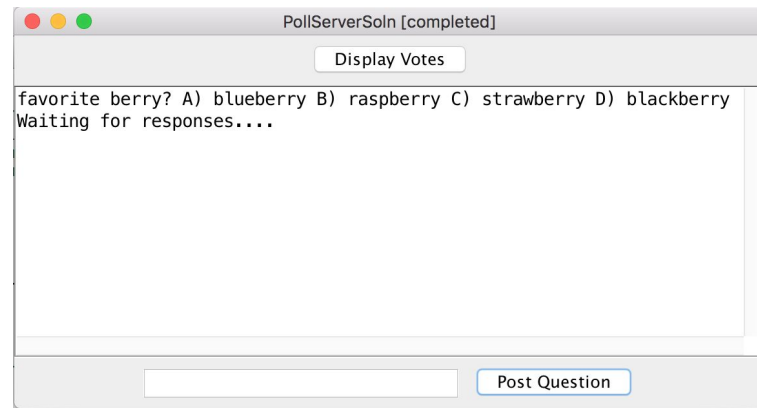 PollServerSoln [completed]
Display Votes
favorite berry? A) blueberry B) raspberry C) strawberry D) blackberry
Waiting for responses....
Post Question